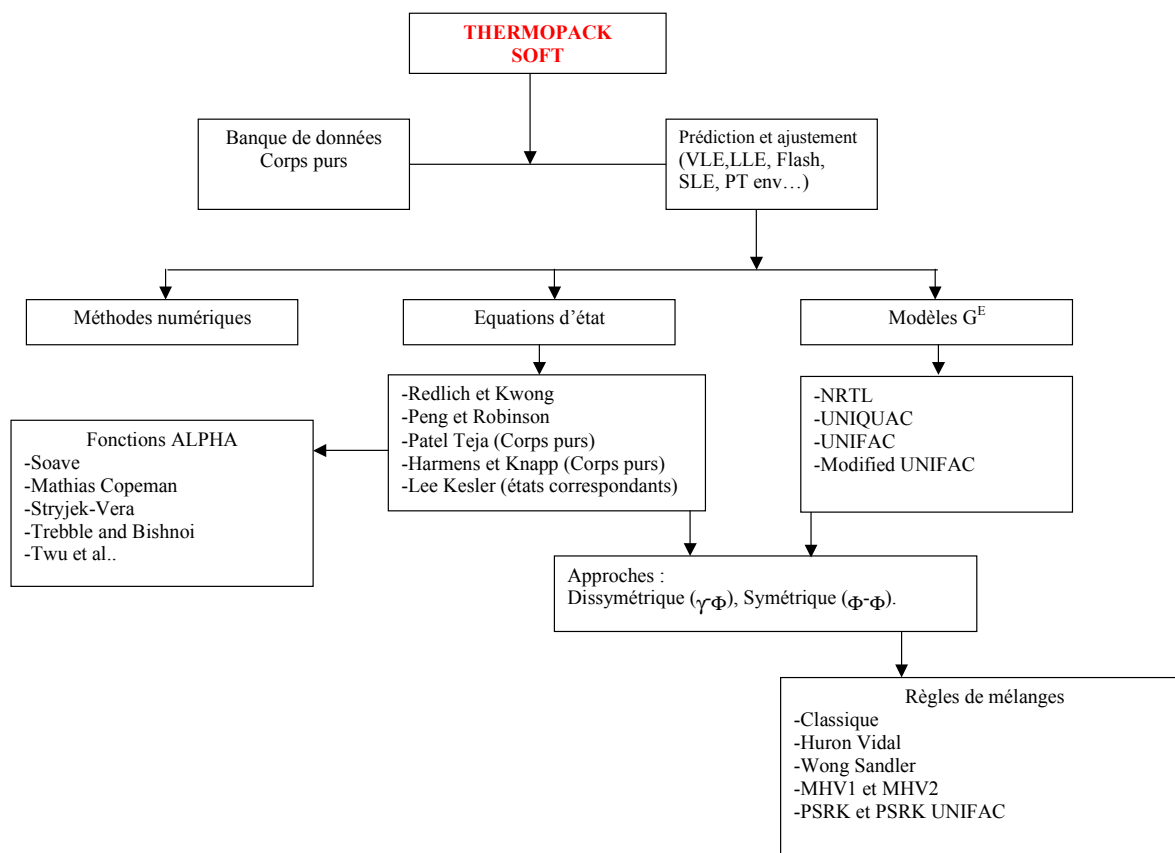 THERMOPACK
SOFT
Banque de données
Corps purs
Prédiction et ajustement
(VLE,LLE, Flash,
SLE, PT env…)
Méthodes numériques
Equations d’état
Modèles G^E
-Redlich et Kwong
-Peng et Robinson
-Patel Teja (Corps purs)
-Harmens et Knapp (Corps purs)
-Lee Kesler (états correspondants)
-NRTL
-UNIQUAC
-UNIFAC
-Modified UNIFAC
Fonctions ALPHA
-Soave
-Mathias Copeman
-Stryjek-Vera
-Trebble and Bishnoi
-Twu et al..
Approches :
Dissymétrique (γ-Φ), Symétrique (Φ-Φ).
Règles de mélanges
-Classique
-Huron Vidal
-Wong Sandler
-MHV1 et MHV2
-PSRK et PSRK UNIFAC